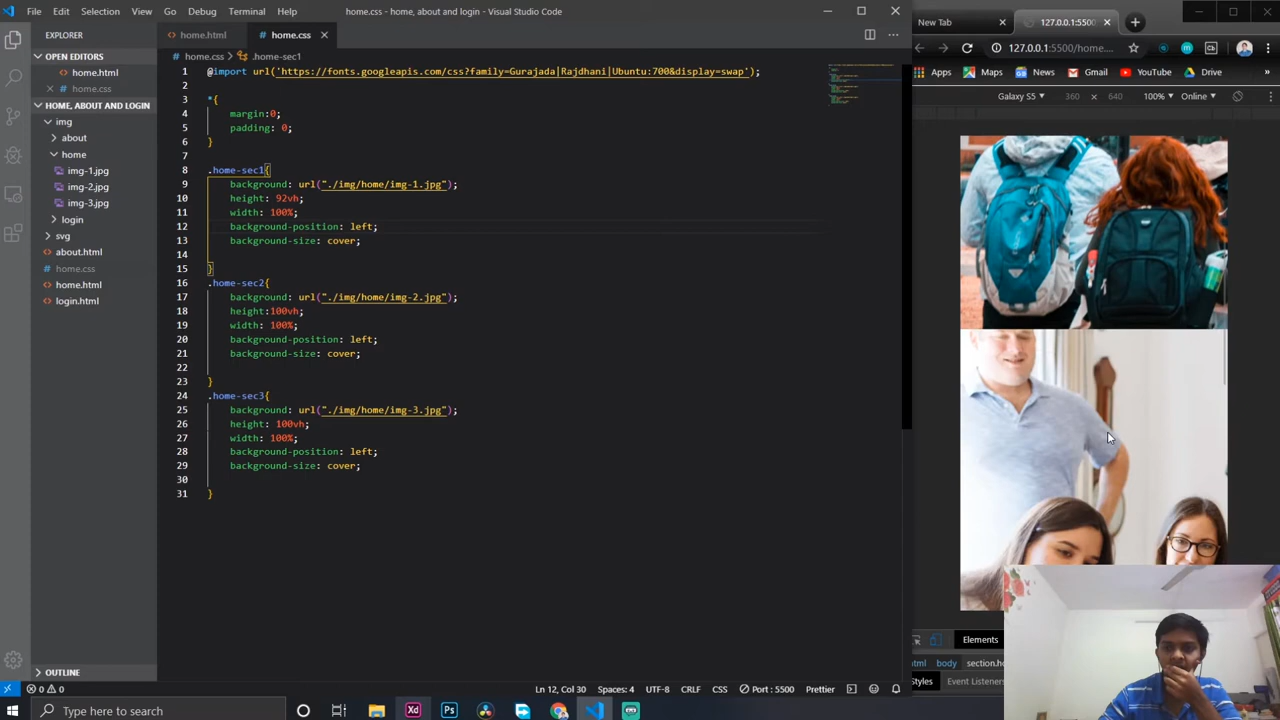 File Edit Selection View Go Debug Terminal Help
home.css - home, about and login - Visual Studio Code
New Tab
127.0.0.1:5500
EXPLORER
home.html
home.css
OPEN EDITORS
home.css
.home-sec1
127.0.0.1:5500/home....
home.html
home.css
Apps Maps Gmail YouTube Drive
HOME, ABOUT AND LOGIN
Galaxy S5 360 × 640 100% Online
img
about
home
img-1.jpg
img-2.jpg
img-3.jpg
login
svg
about.html
home.css
home.html
login.html
1 @import url('https://fonts.googleapis.com/css?family=Gurajada|Rajdhani|Ubuntu:700&display=swap');
2
3 *{
4 margin:0;
5 padding: 0;
6 }
7
8 .home-sec1{
9 background: url("./img/home/img-1.jpg");
10 height: 92vh;
11 width: 100%;
12 background-position: left;
13 background-size: cover;
14
15 }
16 .home-sec2{
17 background: url("./img/home/img-2.jpg");
18 height:100vh;
19 width: 100%;
20 background-position: left;
21 background-size: cover;
22
23 }
24 .home-sec3{
25 background: url("./img/home/img-3.jpg");
26 height: 100vh;
27 width: 100%;
28 background-position: left;
29 background-size: cover;
30
31 }
Elements
html body section.ho
Styles Event Listeners
OUTLINE
0 0
Ln 12, Col 30 Spaces: 4 UTF-8 CRLF CSS Port : 5500 Prettier
Type here to search
Xd
Ps